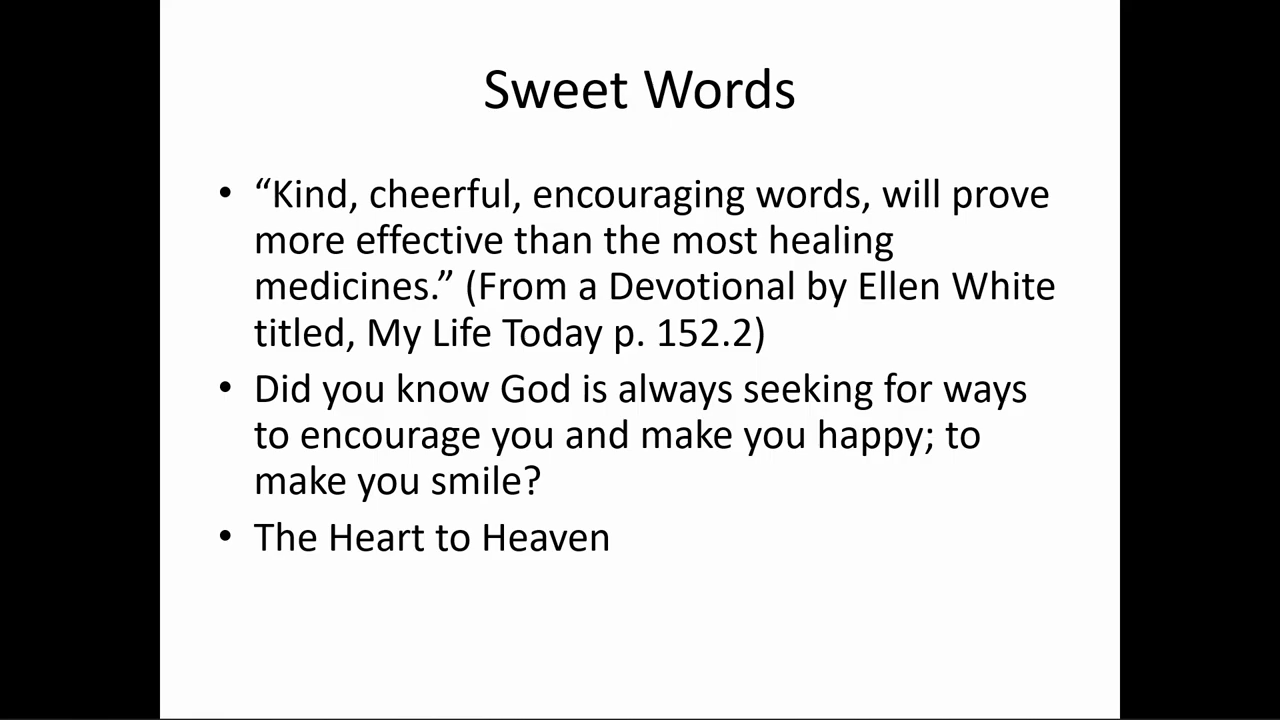 Sweet Words
• “Kind, cheerful, encouraging words, will prove
more effective than the most healing
medicines.” (From a Devotional by Ellen White
titled, My Life Today p. 152.2)
• Did you know God is always seeking for ways
to encourage you and make you happy; to
make you smile?
• The Heart to Heaven